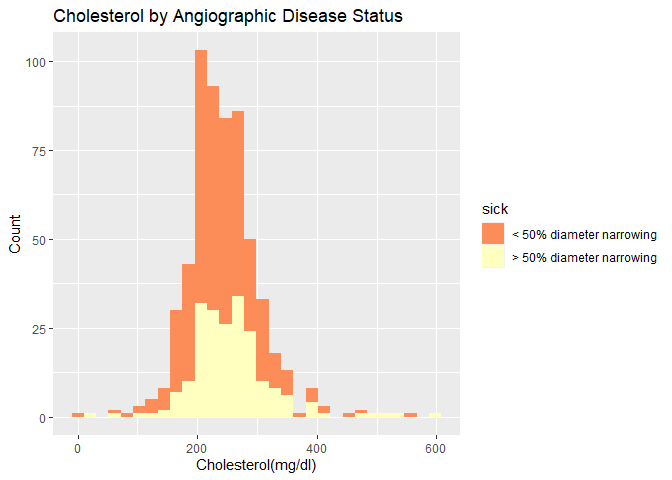 Cholesterol by Angiographic Disease Status
100
75
50
25
0
Count
0 200 400 600
Cholesterol(mg/dl)
sick
< 50% diameter narrowing
> 50% diameter narrowing